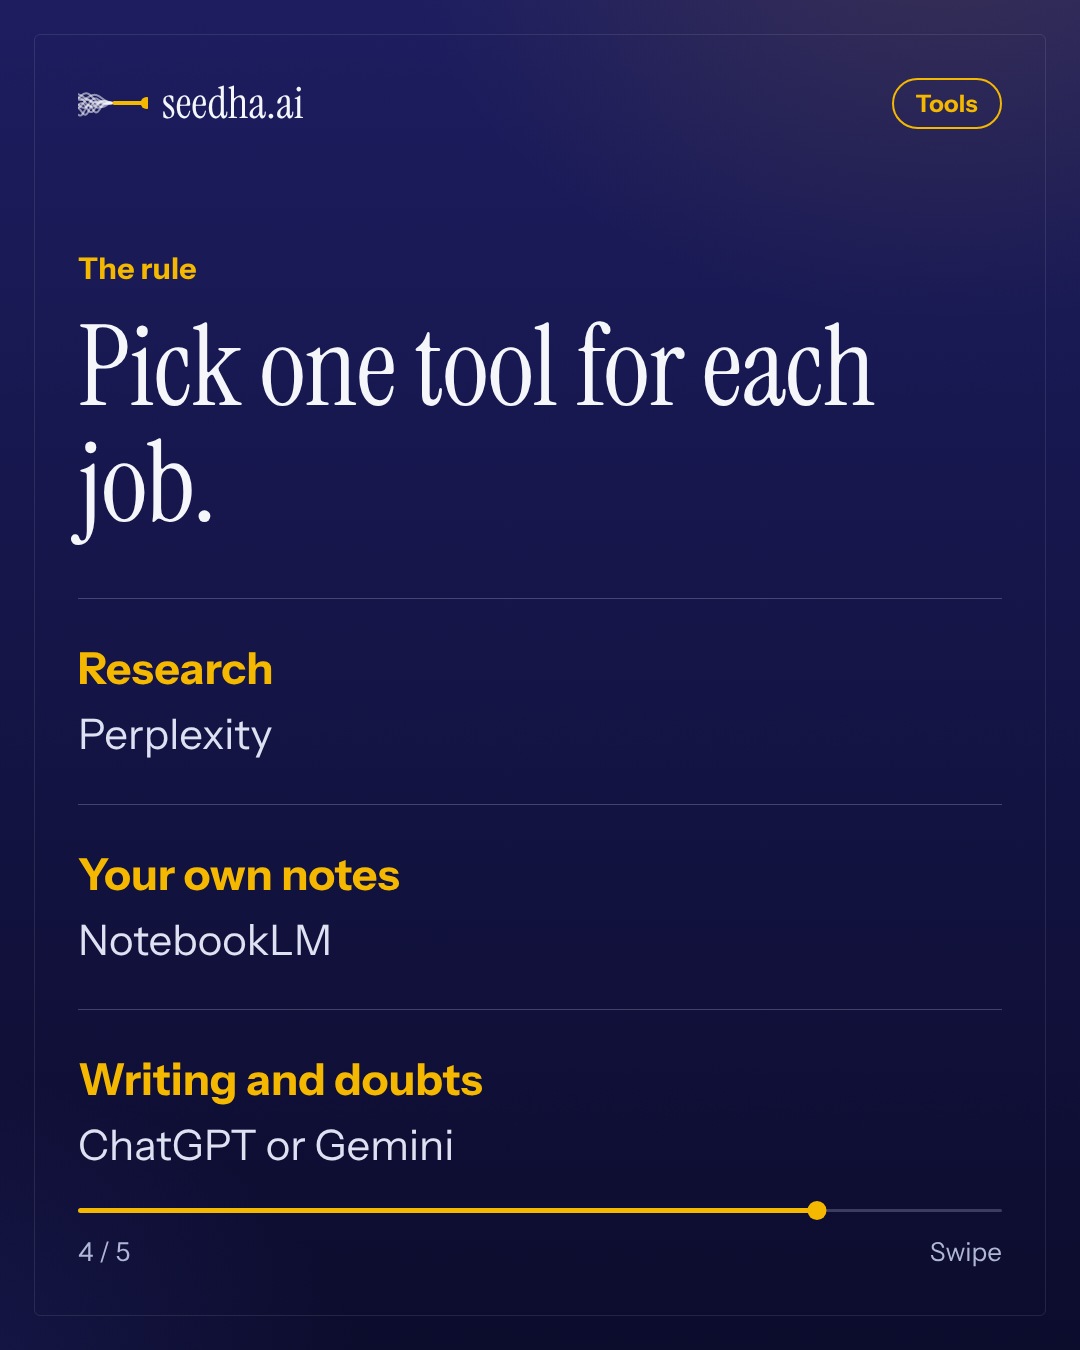 seedha.ai
Tools
The rule
Pick one tool for each
job.
Research
Perplexity
Your own notes
NotebookLM
Writing and doubts
ChatGPT or Gemini
4 / 5
Swipe